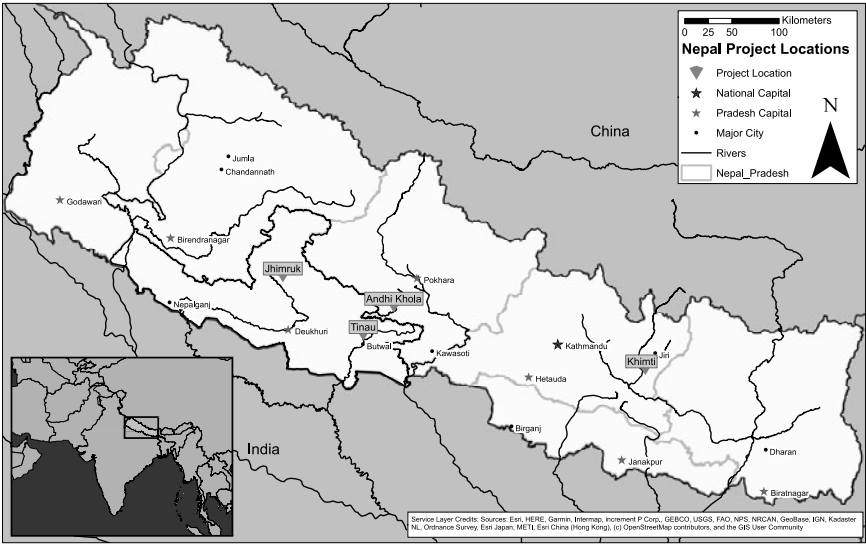 Kilometers
0 25 50 100
Nepal Project Locations
Project Location
National Capital
Pradesh Capital
Major City
Rivers
Nepal_Pradesh
N
China
Jumla
Chandannath
Godawari
Birendranagar
Jhimruk
Pokhara
Andhi Khola
Nepalganj
Tinau
Deukhuri
Butwal
Kawasoti
Kathmandu
Jiri
Khimti
Hetauda
Birganj
India
Dharan
Janakpur
Biratnagar
Service Layer Credits: Sources: Esri, HERE, Garmin, Intermap, increment P Corp., GEBCO, USGS, FAO, NPS, NRCAN, GeoBase, IGN, Kadaster
NL, Ordnance Survey, Esri Japan, METI, Esri China (Hong Kong), (c) OpenStreetMap contributors, and the GIS User Community